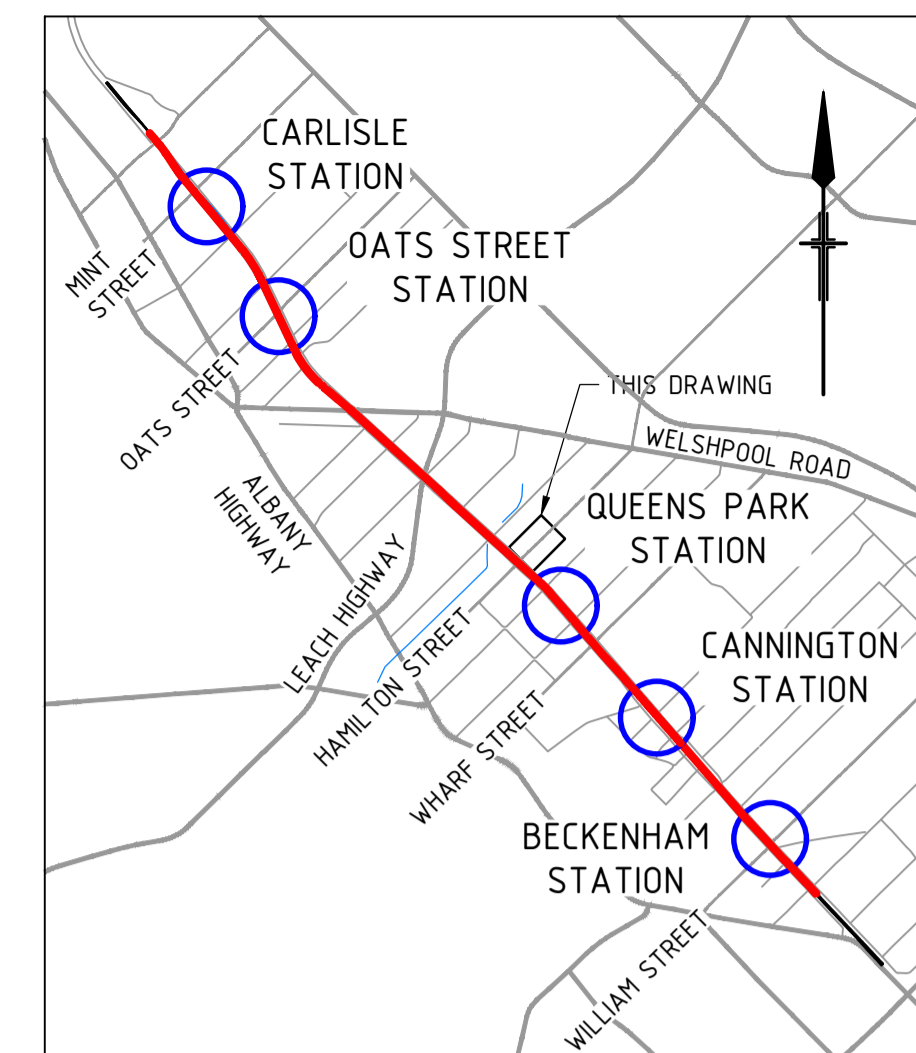 CARLISLE
STATION
MINT
STREET
OATS STREET
STATION
OATS STREET
THIS DRAWING
WELSHPOOL ROAD
ALBANY
HIGHWAY
QUEENS PARK
STATION
LEACH HIGHWAY
HAMILTON STREET
CANNINGTON
STATION
WHARF STREET
BECKENHAM
STATION
WILLIAM STREET